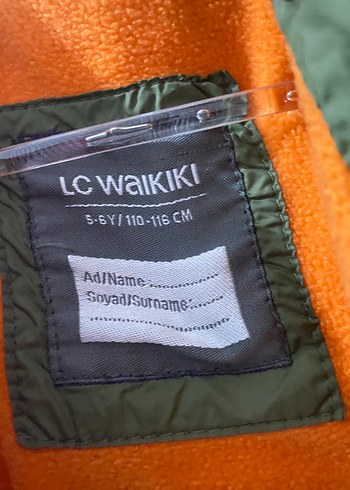 LC WAIKIKI
5-6Y/110-116 CM
Ad/Name
Soyad/Surname: